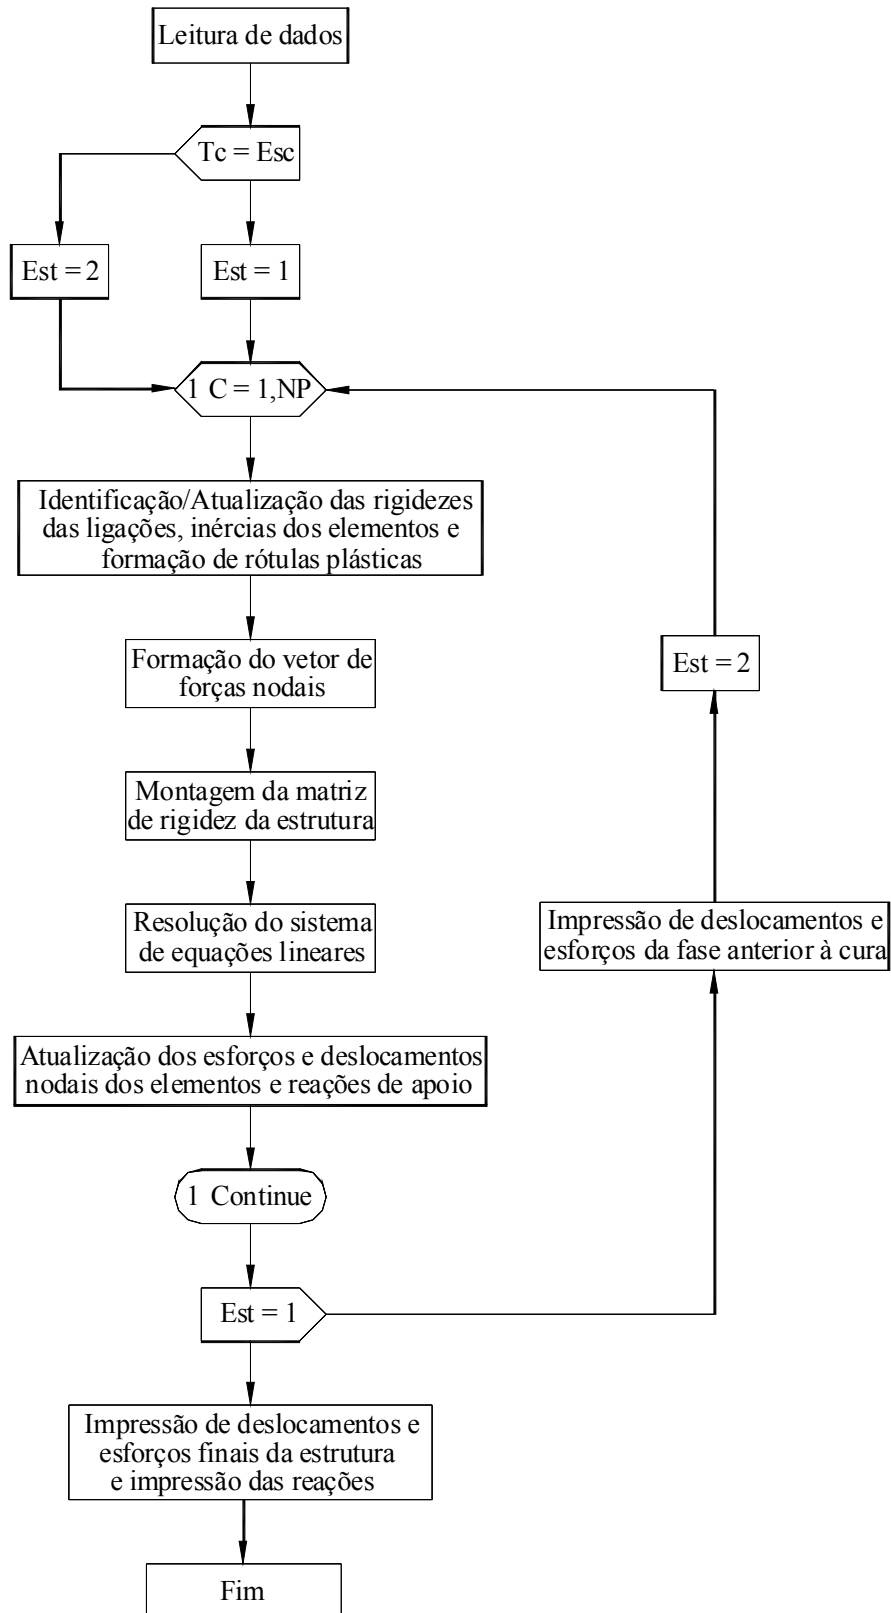 Leitura de dados
Tc = Esc
Est = 2
Est = 1
1 C = 1,NP
Identificação/Atualização das rigidezes
das ligações, inércias dos elementos e
formação de rótulas plásticas
Formação do vetor de
forças nodais
Est = 2
Montagem da matriz
de rigidez da estrutura
Resolução do sistema
de equações lineares
Impressão de deslocamentos e
esforços da fase anterior à cura
Atualização dos esforços e deslocamentos
nodais dos elementos e reações de apoio
1 Continue
Est = 1
Impressão de deslocamentos e
esforços finais da estrutura
e impressão das reações
Fim